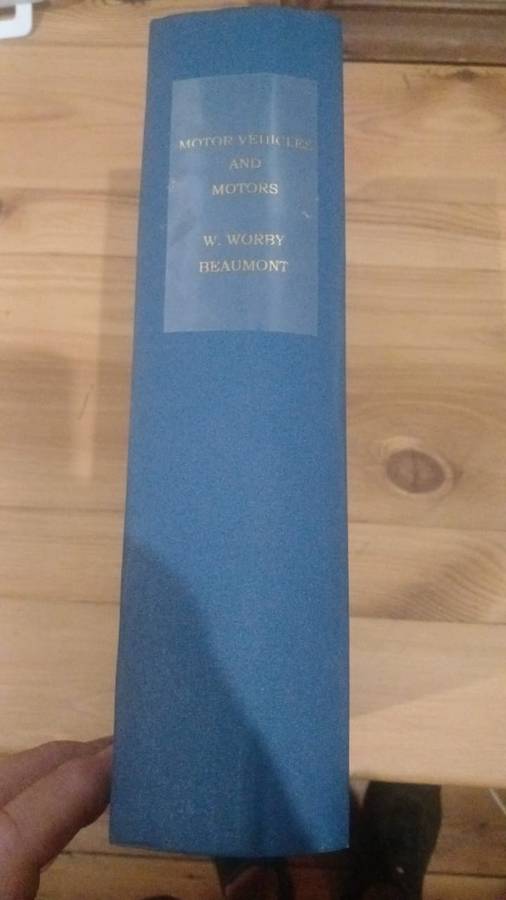 MOTOR VEHICLES
AND
MOTORS
W. WORBY
BEAUMONT